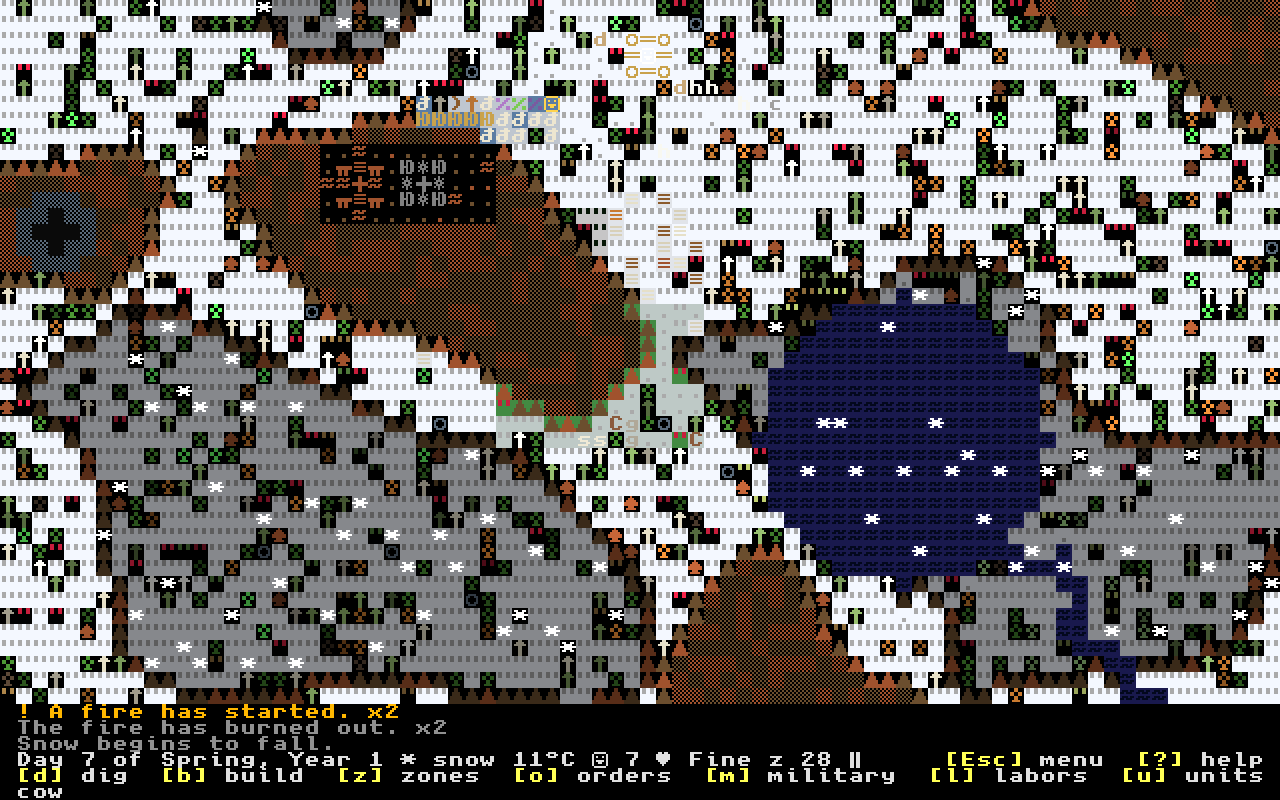 ! A fire has started. x2
The fire has burned out. x2
Snow begins to fall.
Day 7 of Spring, Year 1 * snow 11°C ☺ 7 ♥ Fine z 28 ‖ [Esc] menu [?] help
[d] dig [b] build [z] zones [o] orders [m] military [l] labors [u] units
cow